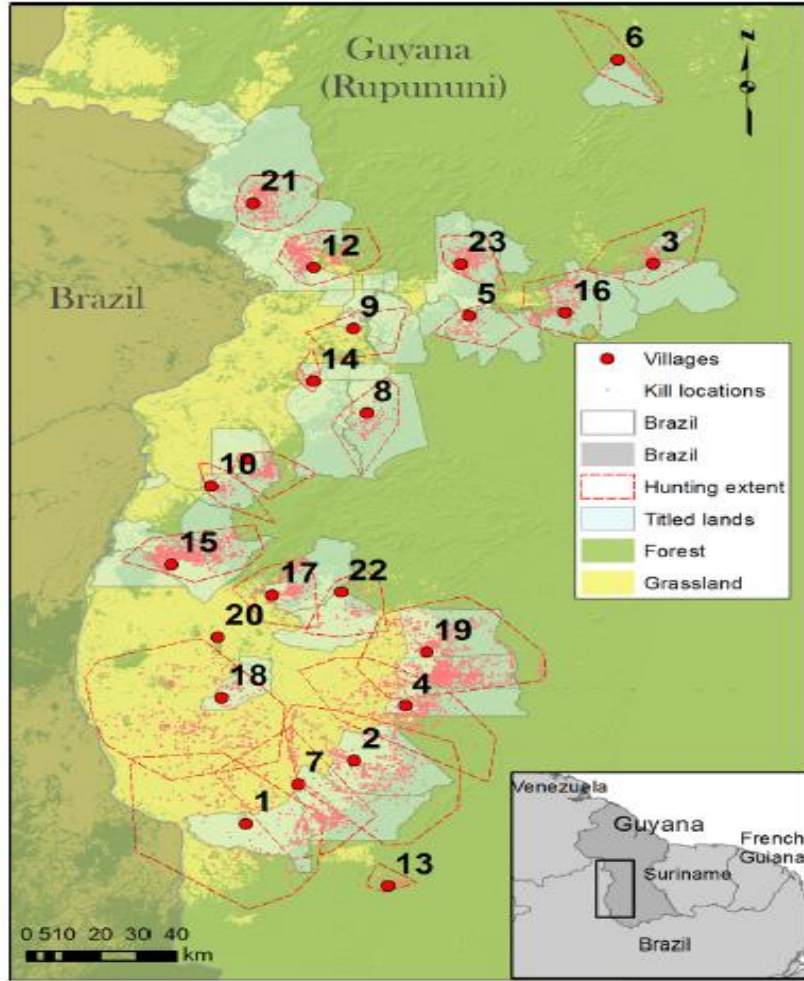 Guyana
(Rupununi)
6
z
21
12
23
3
Brazil
9
5
16
14
8
10
15
17
22
20
19
18
4
2
7
1
13
Villages
Kill locations
Brazil
Brazil
Hunting extent
Titled lands
Forest
Grassland
0 5 10 20 30 40
km
Venezuela
Guyana
French
Guiana
Suriname
Brazil